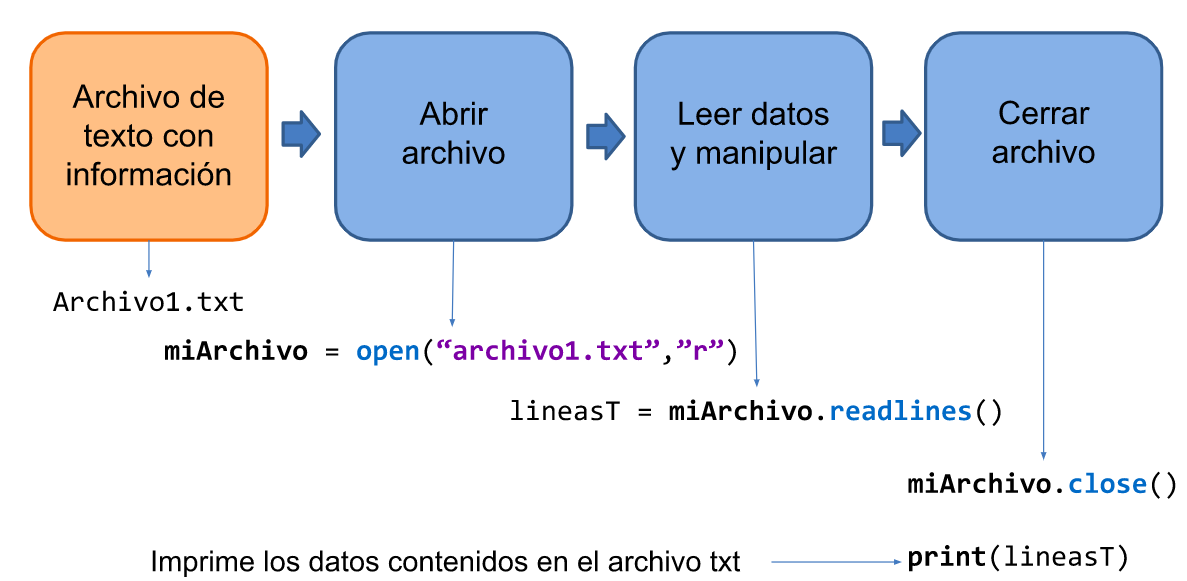 Archivo de
texto con
información
Abrir
archivo
Leer datos
y manipular
Cerrar
archivo
Archivo1.txt
miArchivo = open(“archivo1.txt”,”r”)
lineasT = miArchivo.readlines()
miArchivo.close()
Imprime los datos contenidos en el archivo txt
print(lineasT)